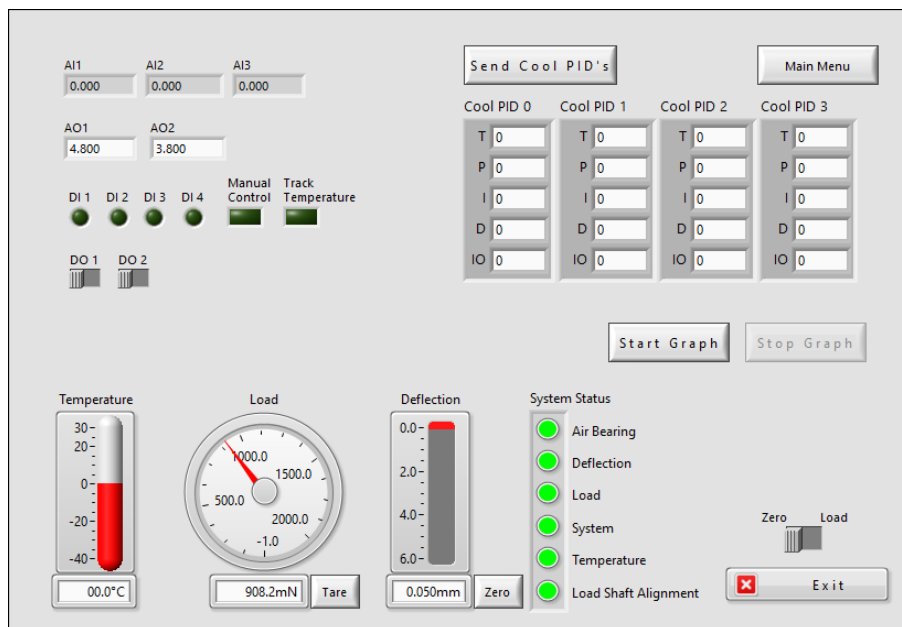 AI1 AI2 AI3
0.000 0.000 0.000
AO1 AO2
4.800 3.800
DI 1 DI 2 DI 3 DI 4 Manual Control Track Temperature
DO 1 DO 2
Send Cool PID's Main Menu
Cool PID 0 Cool PID 1 Cool PID 2 Cool PID 3
T 0 T 0 T 0 T 0
P 0 P 0 P 0 P 0
I 0 I 0 I 0 I 0
D 0 D 0 D 0 D 0
IO 0 IO 0 IO 0 IO 0
Start Graph Stop Graph
Temperature
30
20
0
-20
-40
00.0°C
Load
1000.0
1500.0
500.0
2000.0
-1.0
908.2mN Tare
Deflection
0.0
2.0
4.0
6.0
0.050mm Zero
System Status
Air Bearing
Deflection
Load
System
Temperature
Load Shaft Alignment
Zero Load
Exit